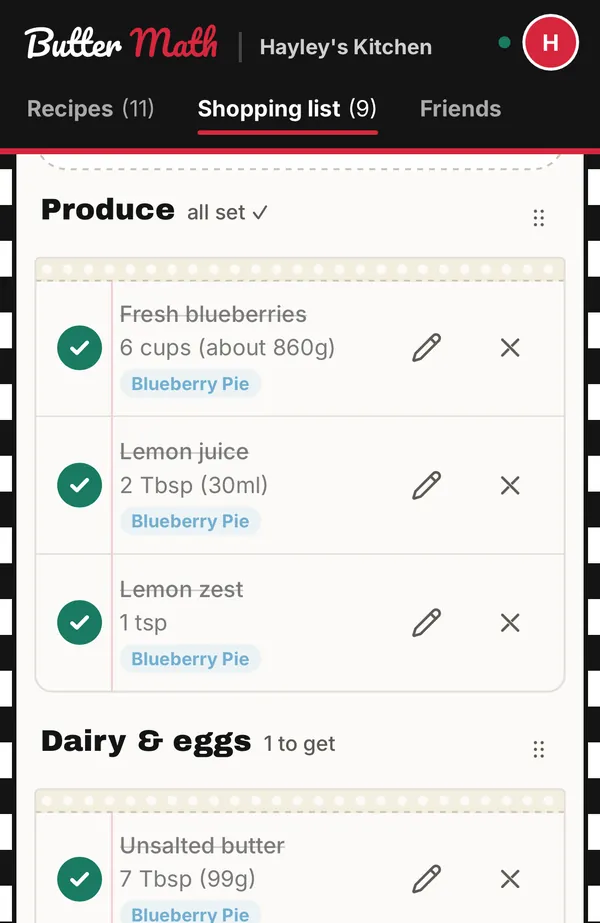 Butter Math | Hayley's Kitchen
H
Recipes (11) Shopping list (9) Friends
Produce all set ✓
Fresh blueberries
6 cups (about 860g)
Blueberry Pie
Lemon juice
2 Tbsp (30ml)
Blueberry Pie
Lemon zest
1 tsp
Blueberry Pie
Dairy & eggs 1 to get
Unsalted butter
7 Tbsp (99g)
Blueberry Pie